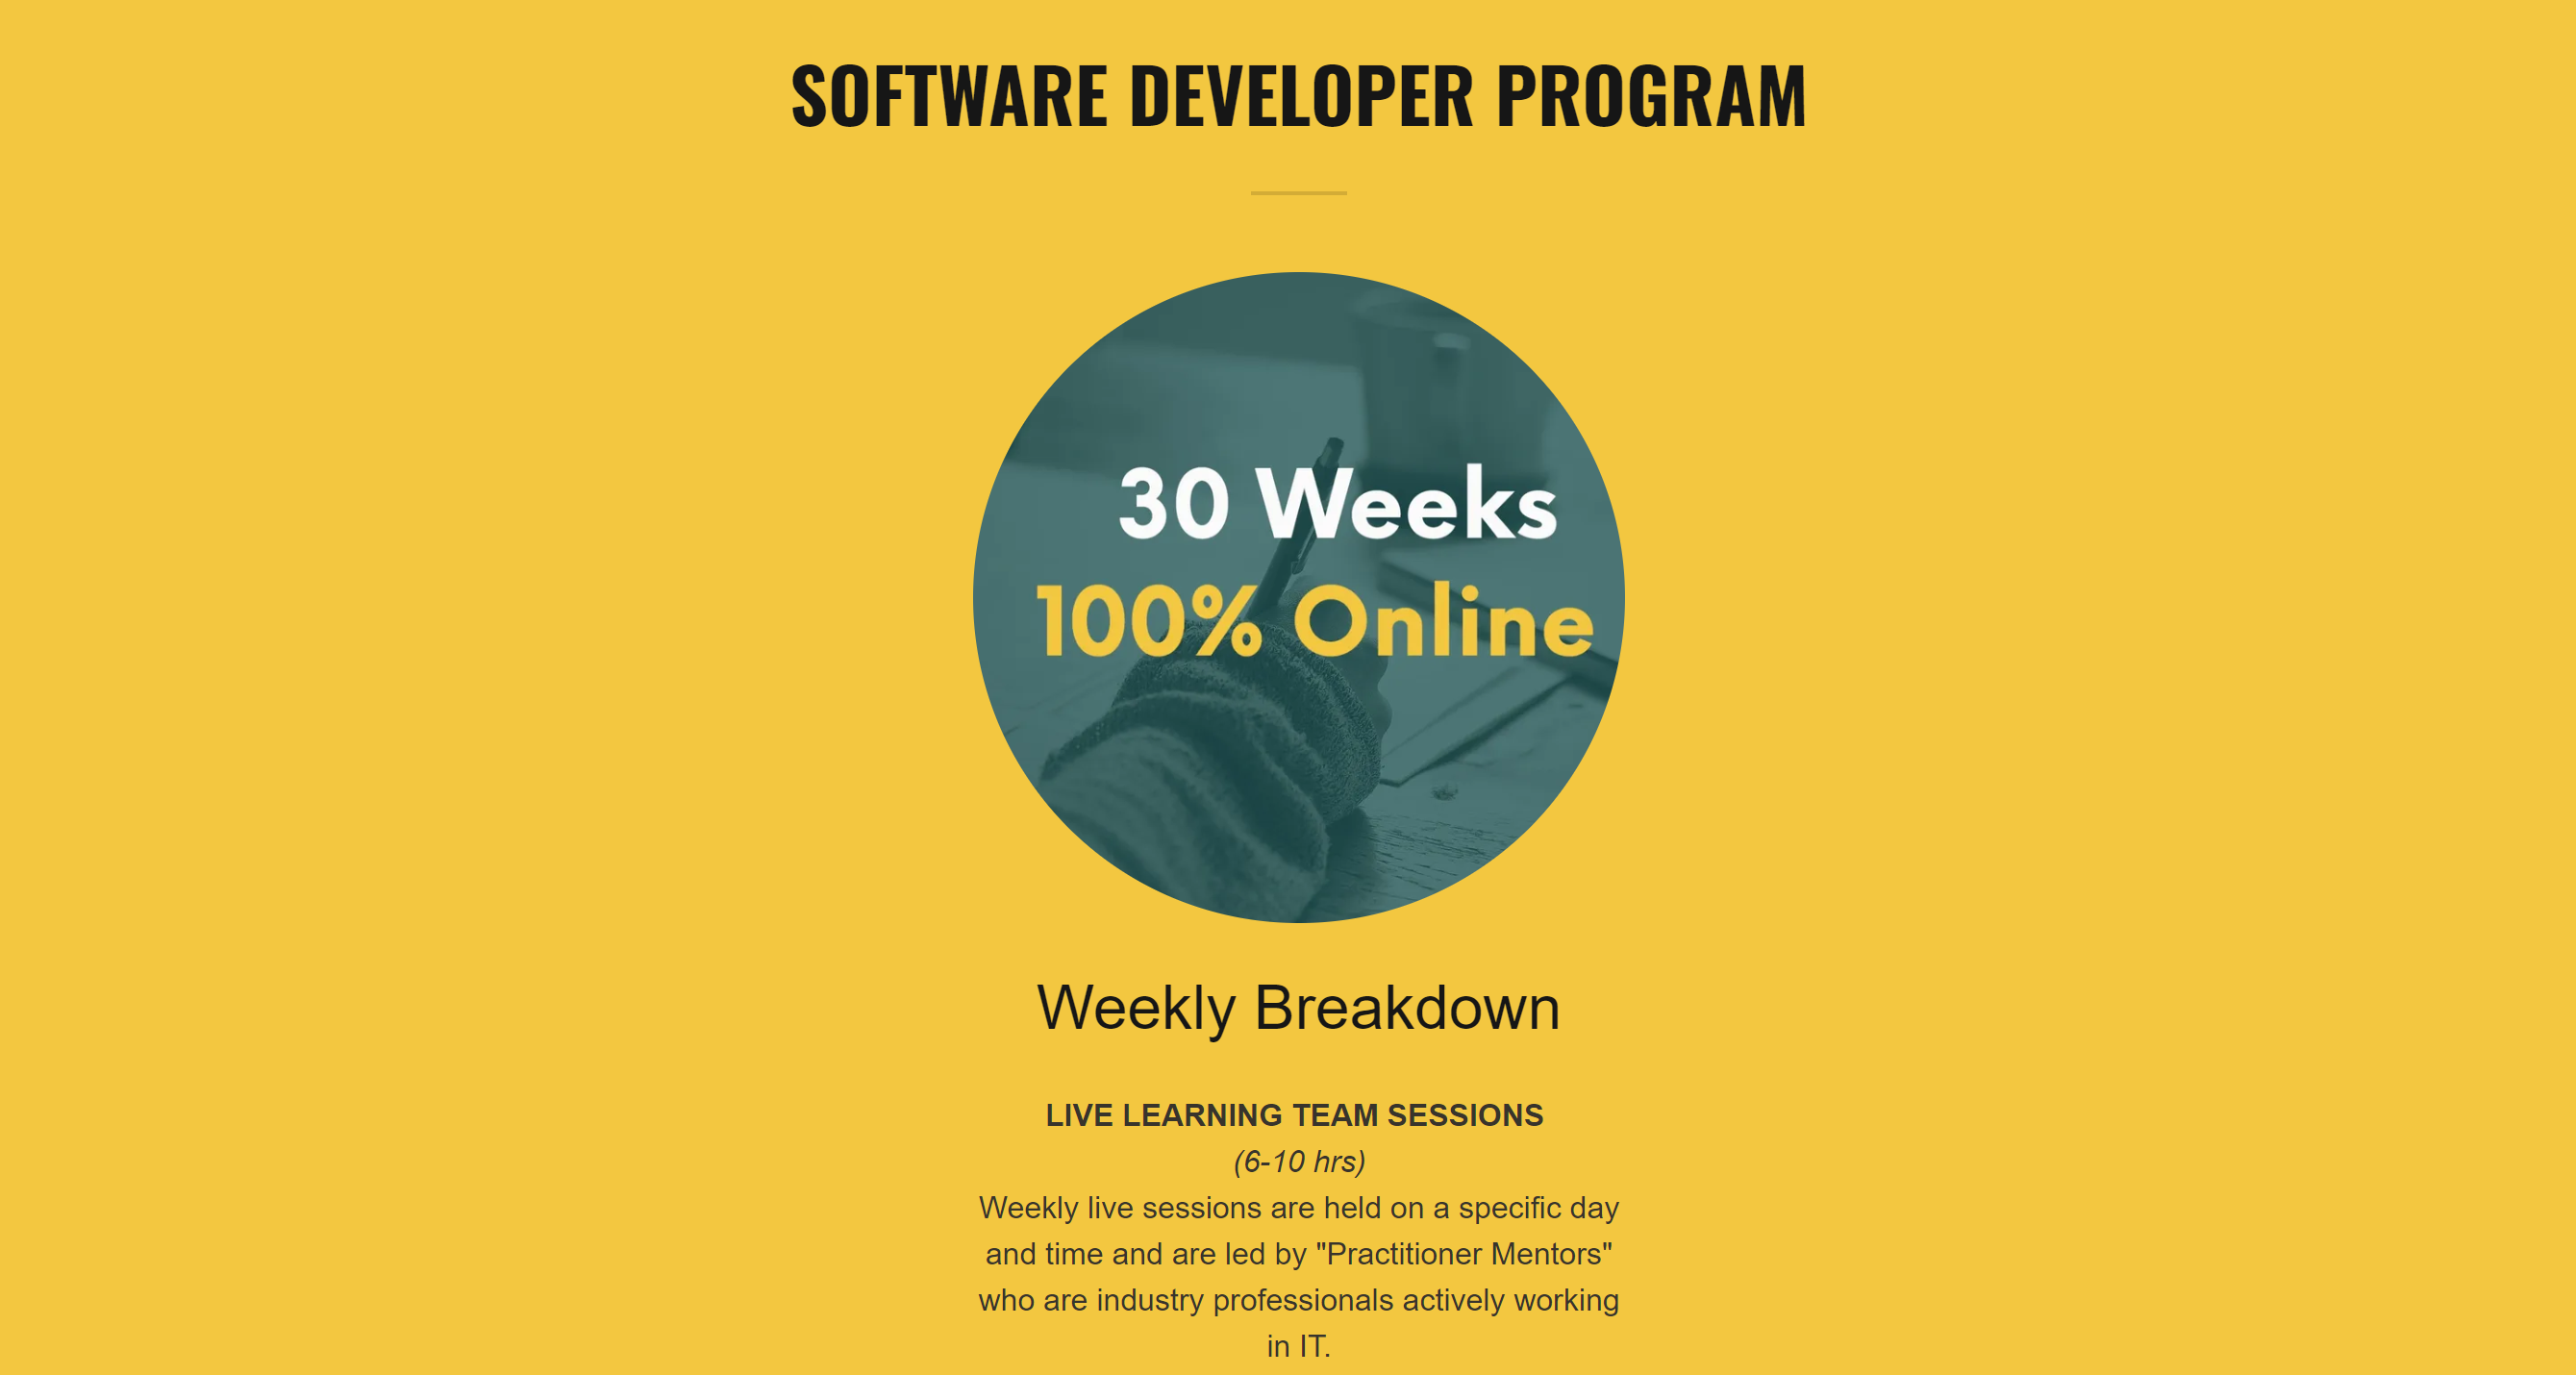 SOFTWARE DEVELOPER PROGRAM
30 Weeks
100% Online
Weekly Breakdown
LIVE LEARNING TEAM SESSIONS
(6-10 hrs)
Weekly live sessions are held on a specific day
and time and are led by "Practitioner Mentors"
who are industry professionals actively working
in IT.